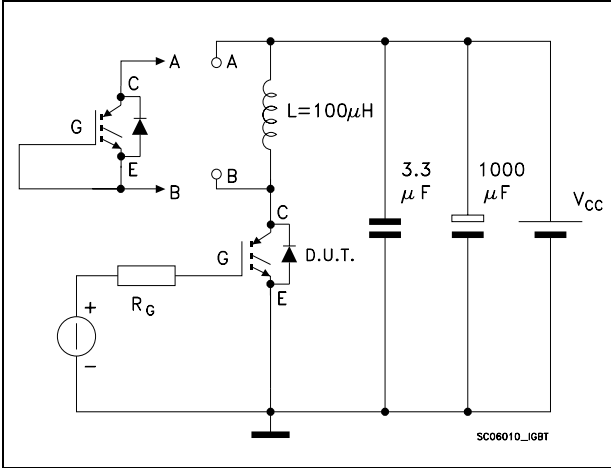 A
A
C
G
L=100μH
E
B
B
3.3
μF
1000
μF
VCC
C
G
D.U.T.
E
RG
+
−
SC06010_IGBT